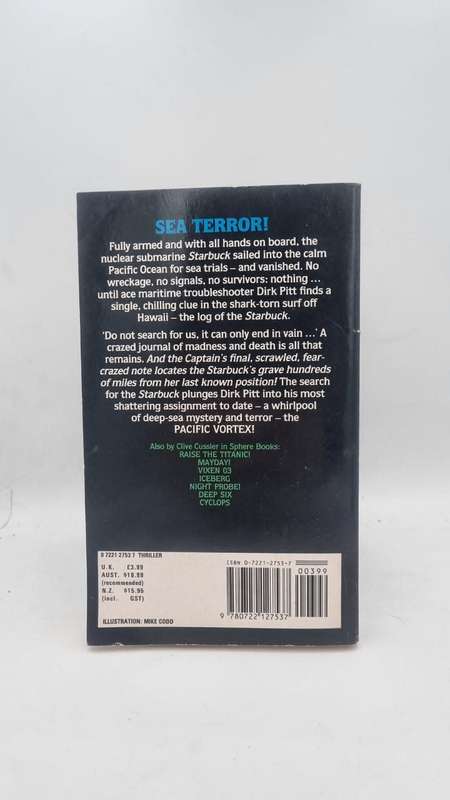 SEA TERROR!
Fully armed and with all hands on board, the
nuclear submarine Starbuck sailed into the calm
Pacific Ocean for sea trials – and vanished. No
wreckage, no signals, no survivors: nothing ...
until ace maritime troubleshooter Dirk Pitt finds a
single, chilling clue in the shark-torn surf off
Hawaii – the log of the Starbuck.
'Do not search for us, it can only end in vain ...' A
crazed journal of madness and death is all that
remains. And the Captain's final, scrawled, fear-
crazed note locates the Starbuck's grave hundreds
of miles from her last known position! The search
for the Starbuck plunges Dirk Pitt into his most
shattering assignment to date – a whirlpool
of deep-sea mystery and terror – the
PACIFIC VORTEX!
Also by Clive Cussler in Sphere Books:
RAISE THE TITANIC!
MAYDAY!
VIXEN 03
ICEBERG
NIGHT PROBE!
DEEP SIX
CYCLOPS
0 7221 2753 7 THRILLER
U.K. £3.99
AUST. $10.99
(recommended)
N.Z. $15.95
(incl. GST)
ILLUSTRATION: MIKE CODD
ISBN 0-7221-2753-7
00399
9 780722 127537